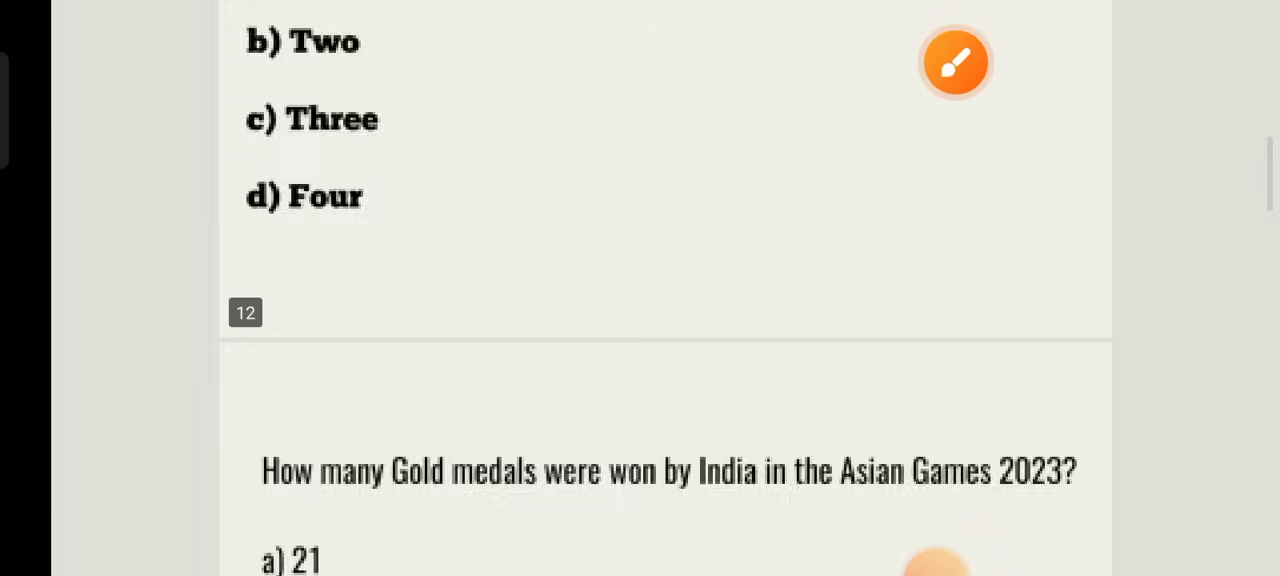 b) Two
c) Three
d) Four
12
How many Gold medals were won by India in the Asian Games 2023?
a) 21